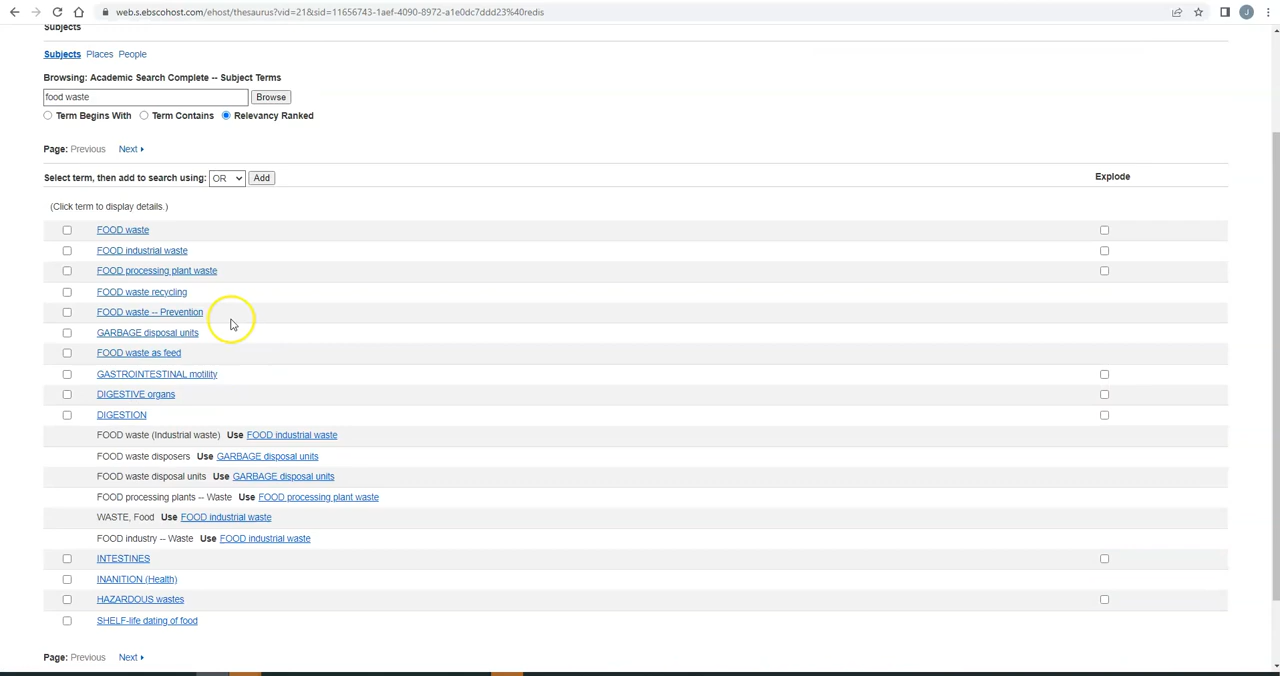 web.s.ebscohost.com/ehost/thesaurus?vid=21&sid=11656743-1aef-4090-8972-a1e0dc7ddd23%40redis
J
Subjects
Subjects Places People
Browsing: Academic Search Complete -- Subject Terms
food waste Browse
Term Begins With Term Contains Relevancy Ranked
Page: Previous Next
Select term, then add to search using: OR Add Explode
(Click term to display details.)
FOOD waste
FOOD industrial waste
FOOD processing plant waste
FOOD waste recycling
FOOD waste -- Prevention
GARBAGE disposal units
FOOD waste as feed
GASTROINTESTINAL motility
DIGESTIVE organs
DIGESTION
FOOD waste (Industrial waste) Use FOOD industrial waste
FOOD waste disposers Use GARBAGE disposal units
FOOD waste disposal units Use GARBAGE disposal units
FOOD processing plants -- Waste Use FOOD processing plant waste
WASTE, Food Use FOOD industrial waste
FOOD industry -- Waste Use FOOD industrial waste
INTESTINES
INANITION (Health)
HAZARDOUS wastes
SHELF-life dating of food
Page: Previous Next